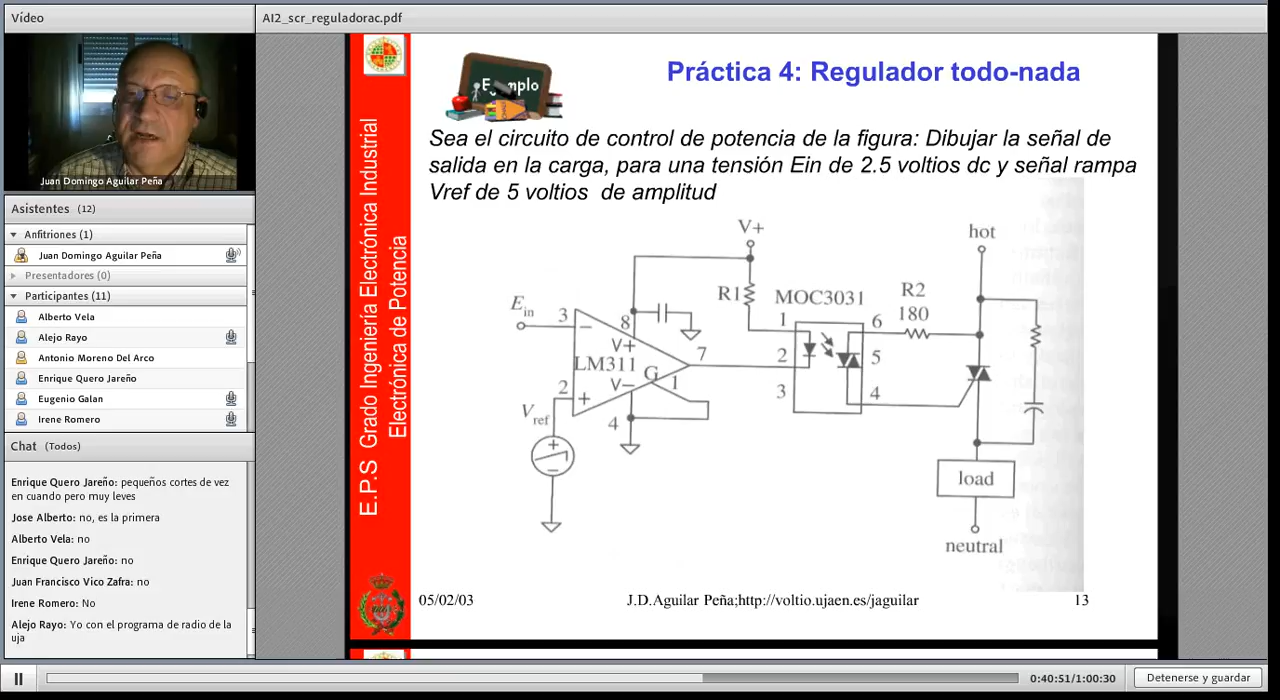 Vídeo
Juan Domingo Aguilar Peña
Asistentes (12)
Anfitriones (1)
Juan Domingo Aguilar Peña
Presentadores (0)
Participantes (11)
Alberto Vela
Alejo Rayo
Antonio Moreno Del Arco
Enrique Quero Jareño
Eugenio Galan
Irene Romero
Chat (Todos)
Enrique Quero Jareño: pequeños cortes de vez
en cuando pero muy leves
Jose Alberto: no, es la primera
Alberto Vela: no
Enrique Quero Jareño: no
Juan Francisco Vico Zafra: no
Irene Romero: No
Alejo Rayo: Yo con el programa de radio de la
uja
AI2_scr_reguladorac.pdf
E.P.S Grado Ingeniería Electrónica Industrial
Electrónica de Potencia
Ejemplo
Práctica 4: Regulador todo-nada
Sea el circuito de control de potencia de la figura: Dibujar la señal de
salida en la carga, para una tensión Ein de 2.5 voltios dc y señal rampa
Vref de 5 voltios de amplitud
V+
hot
R1
MOC3031
R2
180
Ein
3
8
V+
LM311
G
V−
1
7
2
4
Vref
1
2
3
6
5
4
load
neutral
05/02/03
J.D.Aguilar Peña;http://voltio.ujaen.es/jaguilar
13
0:40:51/1:00:30
Detenerse y guardar